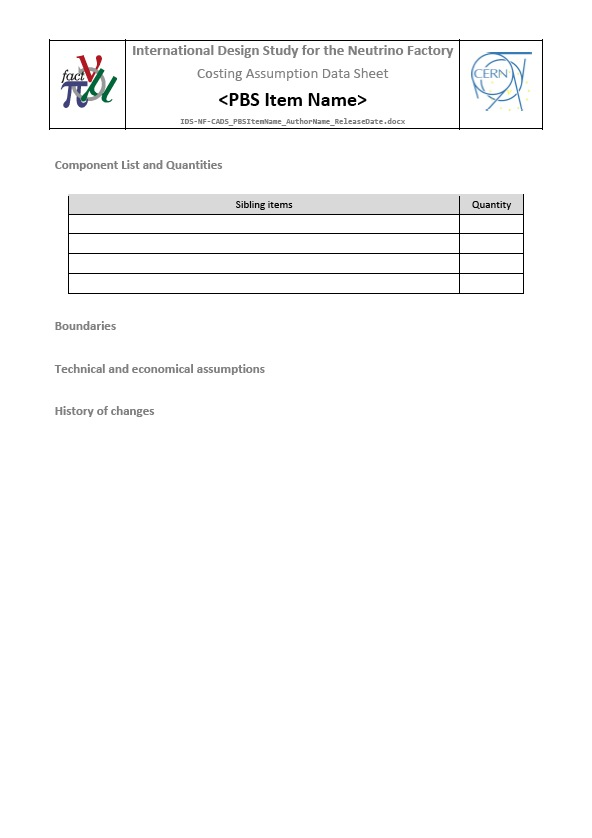 fact
ν
π μ
International Design Study for the Neutrino Factory
Costing Assumption Data Sheet
<PBS Item Name>
IDS-NF-CADS_PBSItemName_AuthorName_ReleaseDate.docx
CERN
Component List and Quantities
Sibling items Quantity
Boundaries
Technical and economical assumptions
History of changes